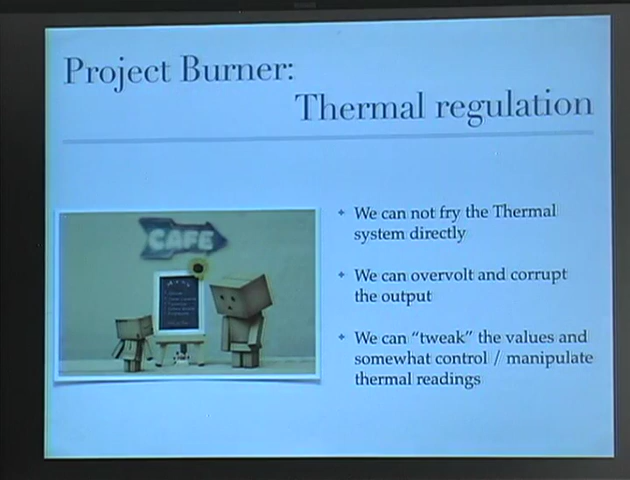 Project Burner:
Thermal regulation
CAFE
We can not fry the Thermal
system directly
We can overvolt and corrupt
the output
We can “tweak” the values and
somewhat control / manipulate
thermal readings